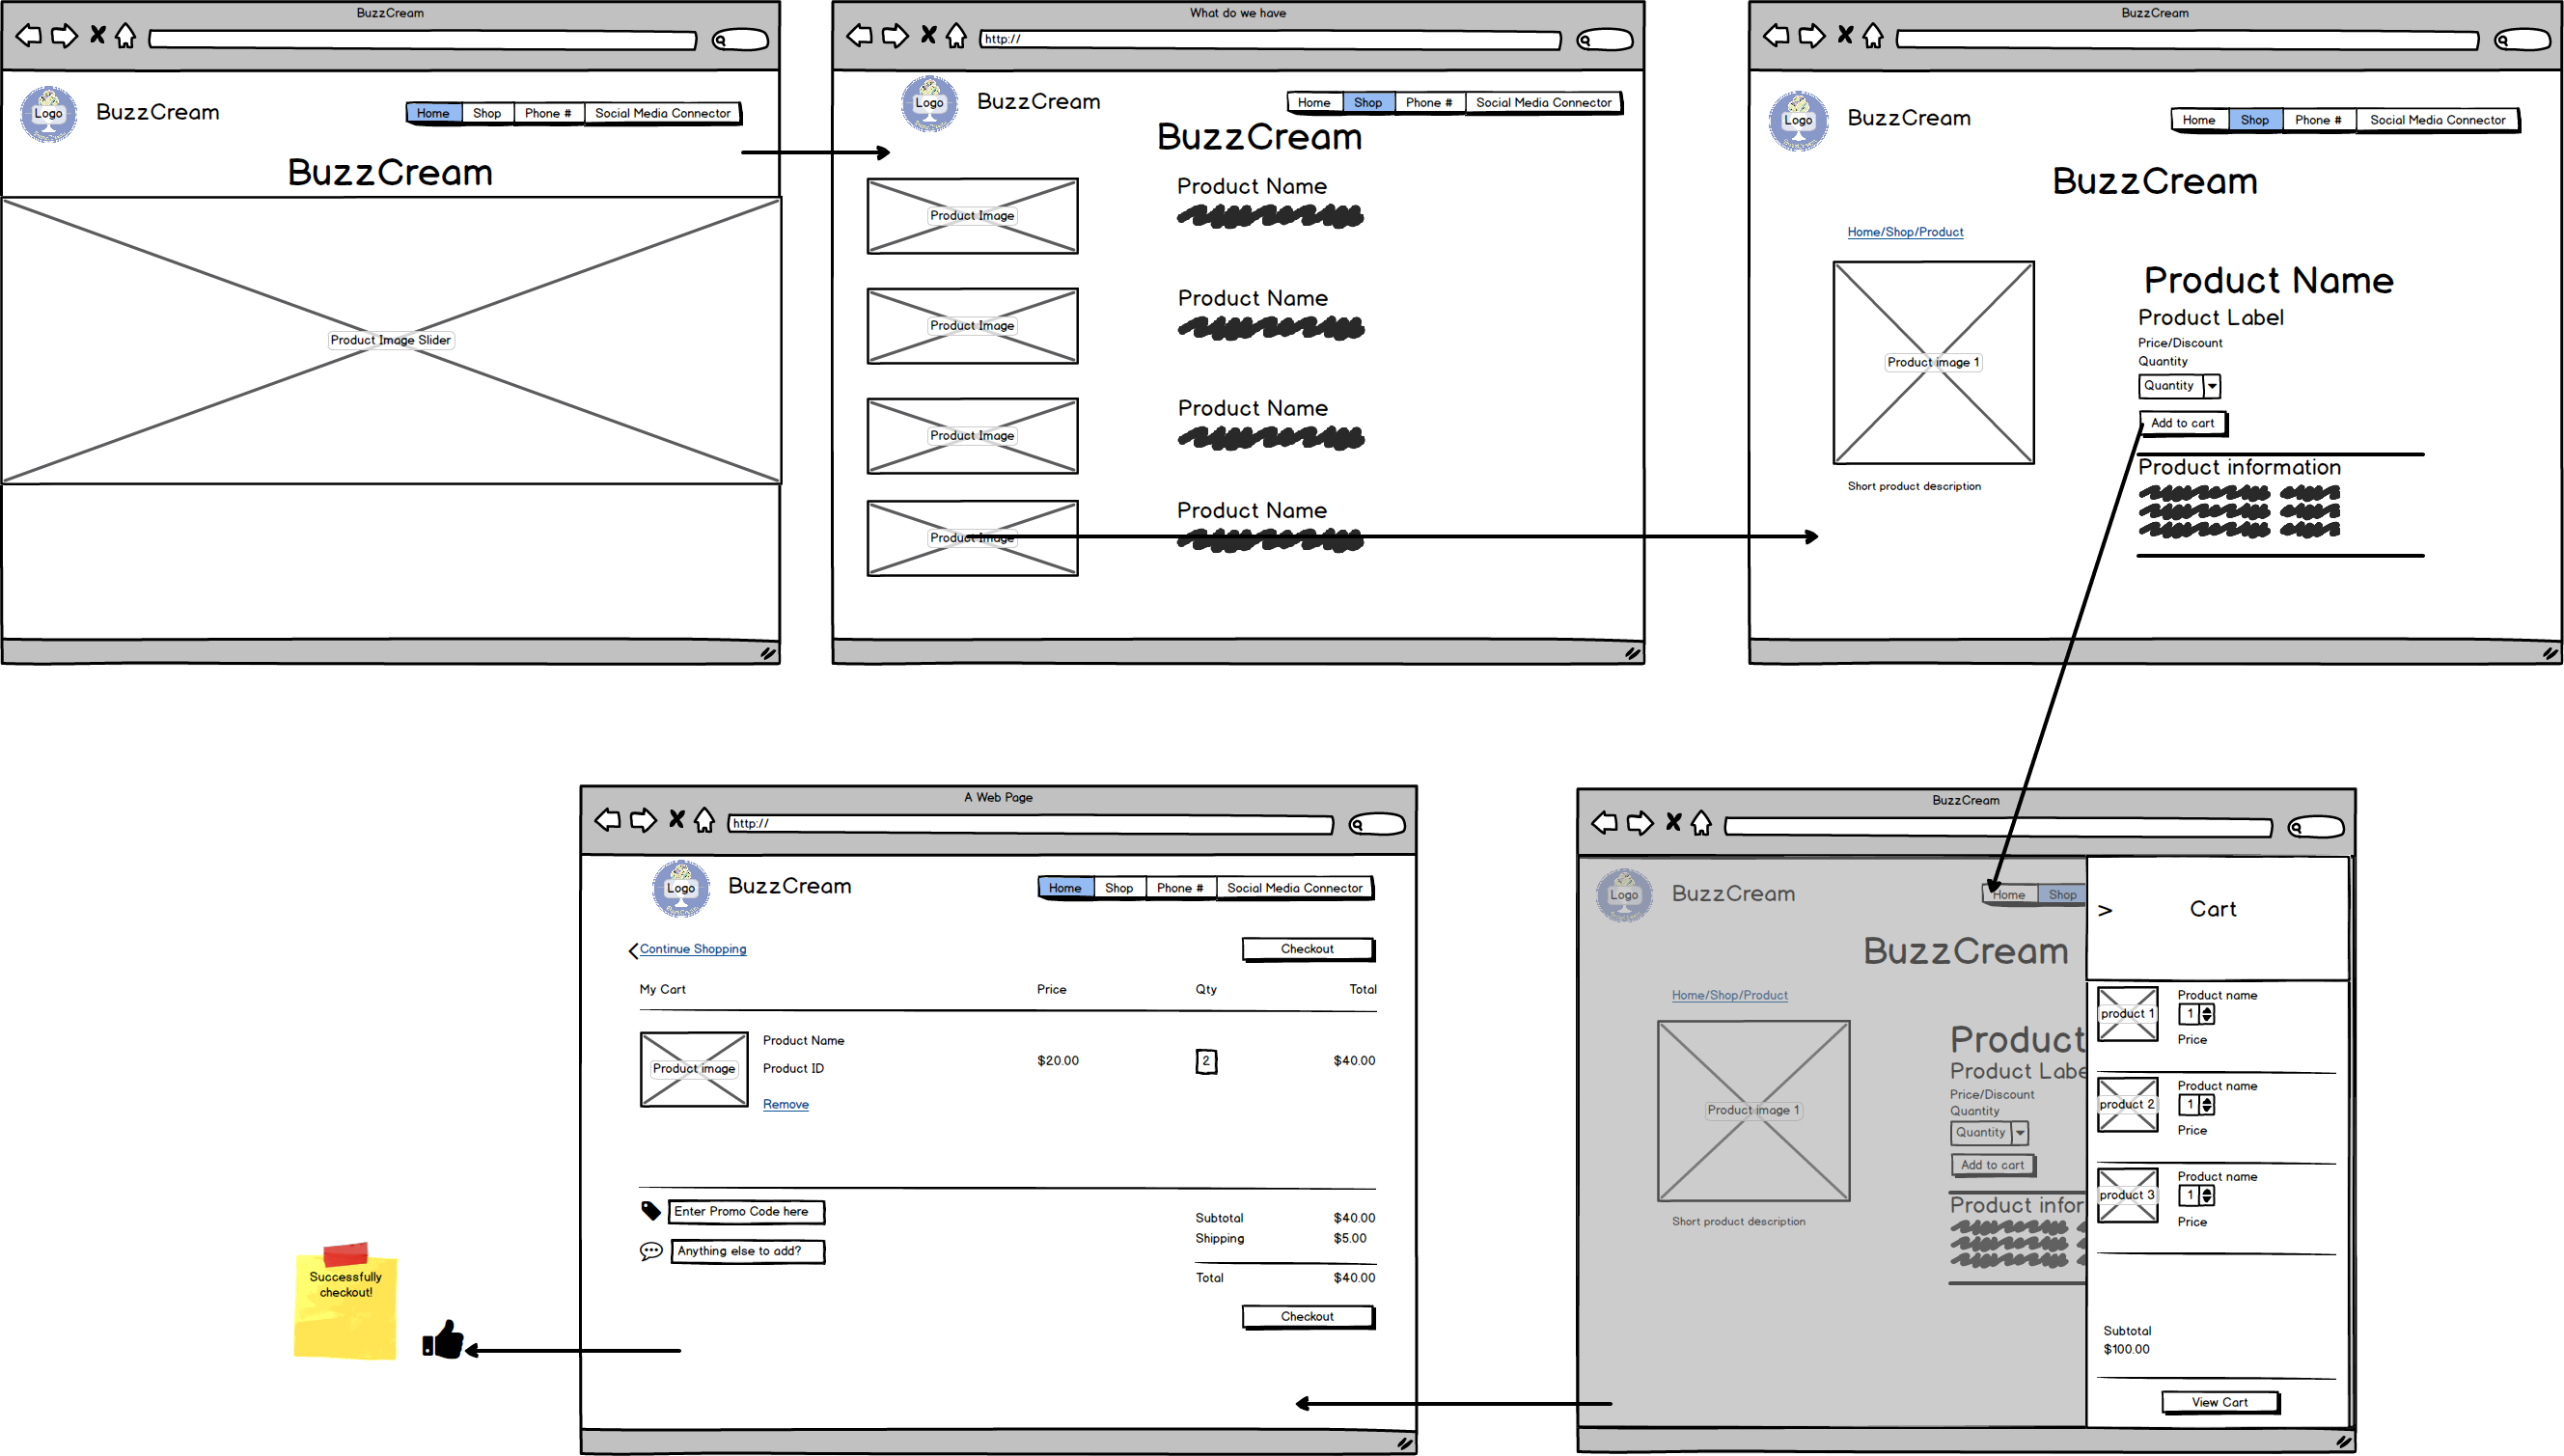 BuzzCream
Logo
BuzzCream
Home Shop Phone # Social Media Connector
BuzzCream
Product Image Slider
What do we have
http://
Logo
BuzzCream
Home Shop Phone # Social Media Connector
BuzzCream
Product Image
Product Name
Product Image
Product Name
Product Image
Product Name
Product Image
Product Name
BuzzCream
Logo
BuzzCream
Home Shop Phone # Social Media Connector
BuzzCream
Home/Shop/Product
Product image 1
Short product description
Product Name
Product Label
Price/Discount
Quantity
Quantity
Add to cart
Product information
BuzzCream
Logo
BuzzCream
Home Shop
BuzzCream
Home/Shop/Product
Product image 1
Short product description
Product
Product Labe
Price/Discount
Quantity
Quantity
Add to cart
Product infor
> Cart
product 1
Product name
1
Price
product 2
Product name
1
Price
product 3
Product name
1
Price
Subtotal
$100.00
View Cart
A Web Page
http://
Logo
BuzzCream
Home Shop Phone # Social Media Connector
Continue Shopping
Checkout
My Cart Price Qty Total
Product image
Product Name
Product ID
Remove
$20.00 2 $40.00
Enter Promo Code here
Anything else to add?
Subtotal $40.00
Shipping $5.00
Total $40.00
Checkout
Successfully
checkout!